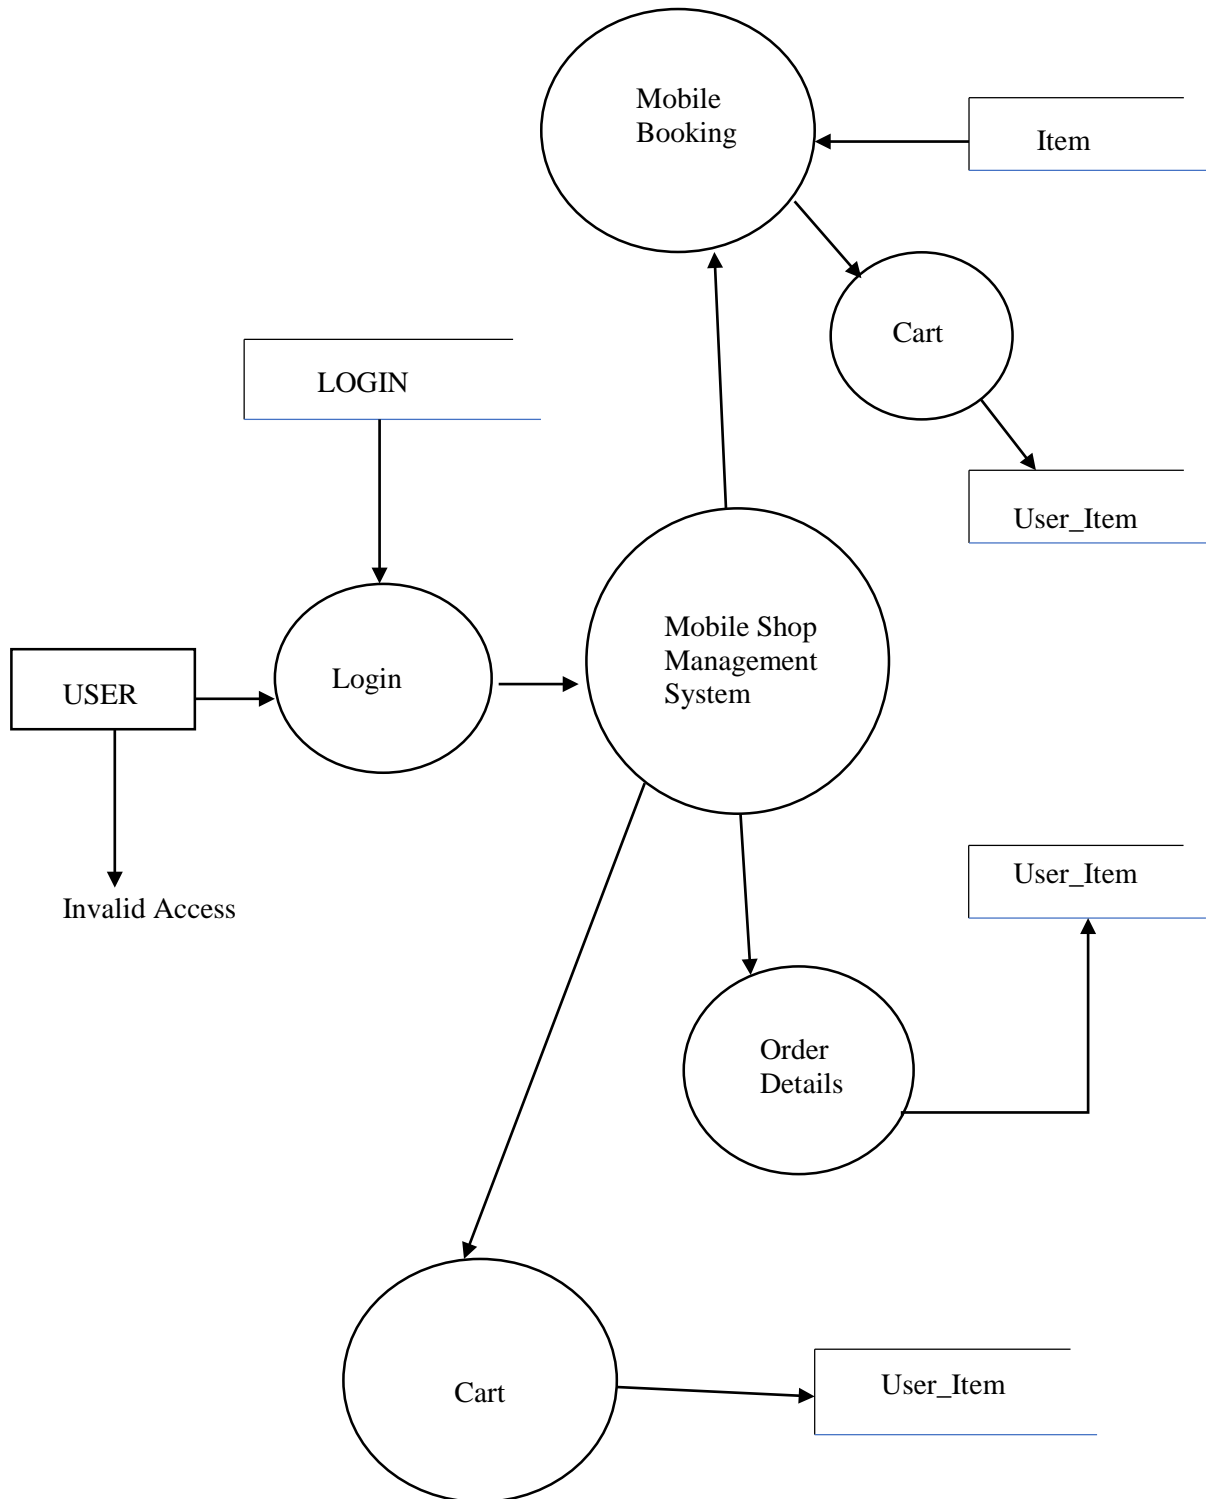 Mobile
Booking
Item
Cart
LOGIN
User_Item
Mobile Shop
Management
System
Login
USER
User_Item
Invalid Access
Order
Details
User_Item
Cart